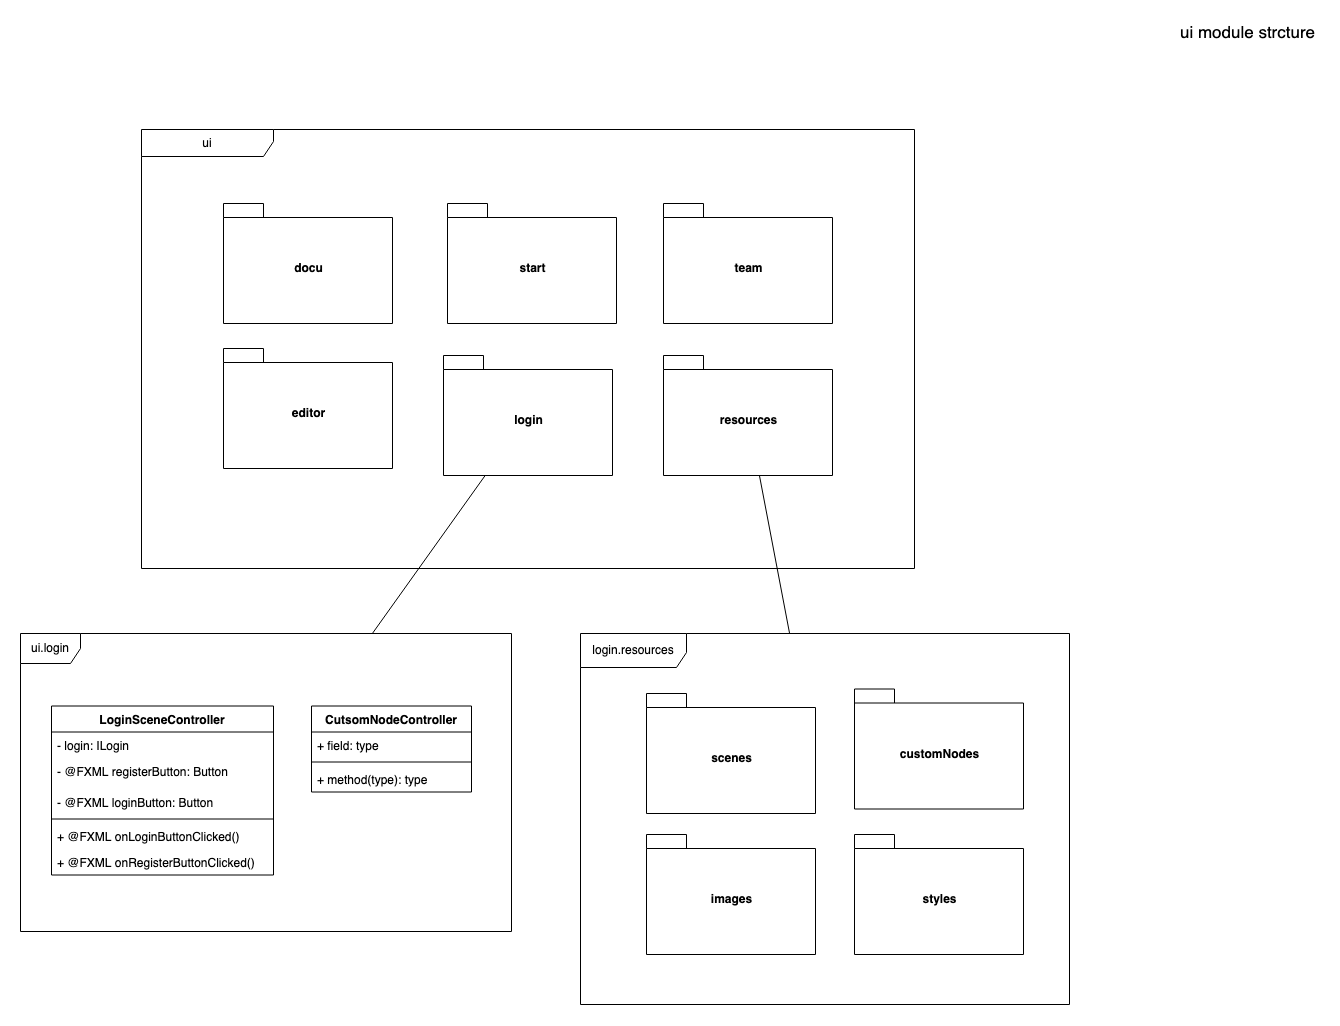 ui module strcture
ui
docu
start
team
editor
login
resources
ui.login
LoginSceneController
- login: ILogin
- @FXML registerButton: Button
- @FXML loginButton: Button
+ @FXML onLoginButtonClicked()
+ @FXML onRegisterButtonClicked()
CutsomNodeController
+ field: type
+ method(type): type
login.resources
scenes
customNodes
images
styles